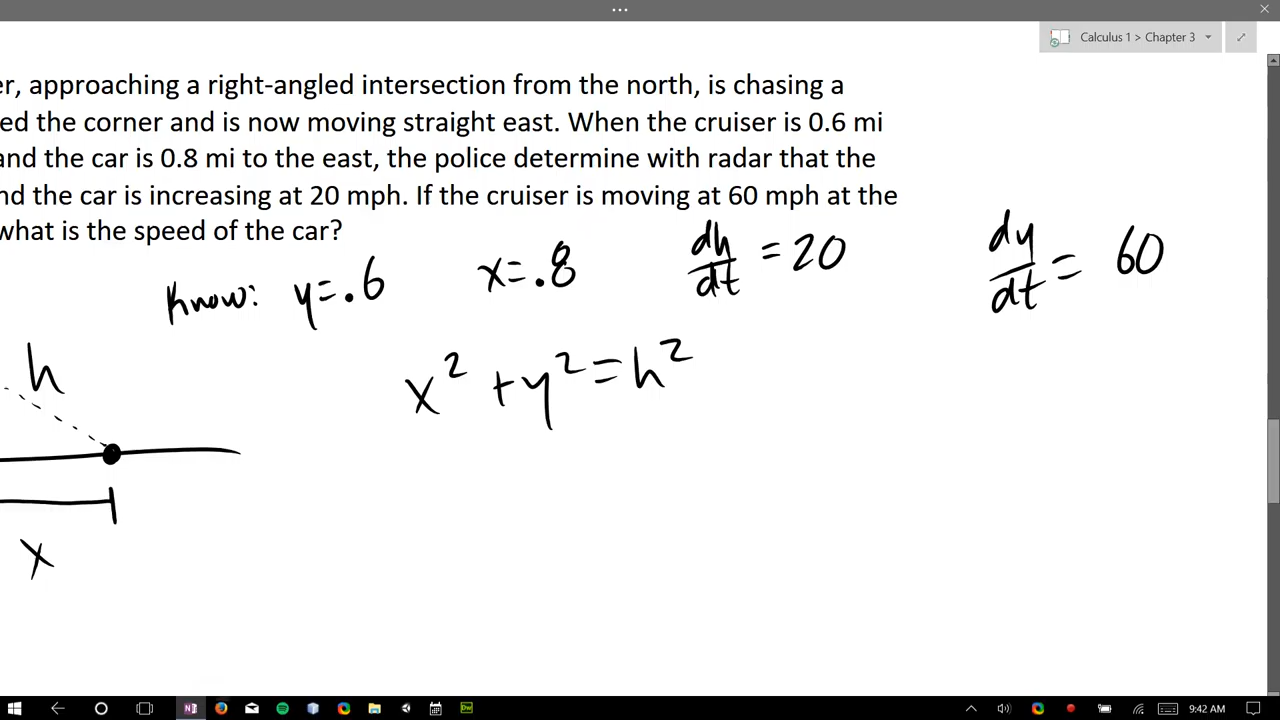 Calculus 1 > Chapter 3
er, approaching a right-angled intersection from the north, is chasing a
ed the corner and is now moving straight east. When the cruiser is 0.6 mi
and the car is 0.8 mi to the east, the police determine with radar that the
nd the car is increasing at 20 mph. If the cruiser is moving at 60 mph at the
what is the speed of the car?
Know: y=.6 x=.8 dh/dt = 20 dy/dt = 60
h
x² + y² = h²
x
9:42 AM